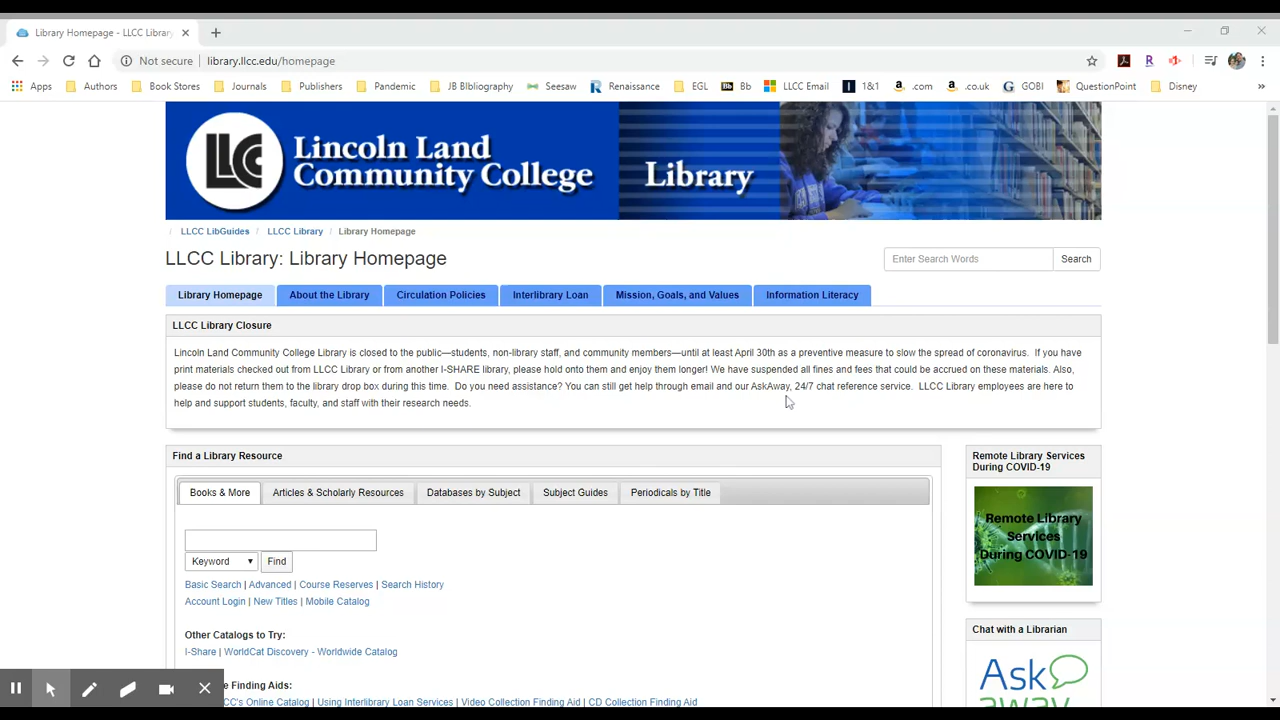 Library Homepage - LLCC Library
Not secure library.llcc.edu/homepage
Apps Authors Book Stores Journals Publishers Pandemic JB BIbliography Seesaw Renaissance EGL Bb LLCC Email 1&1 .com .co.uk GOBI QuestionPoint Disney »
LLC Lincoln Land
Community College Library
LLCC LibGuides / LLCC Library / Library Homepage
LLCC Library: Library Homepage
Enter Search Words Search
Library Homepage About the Library Circulation Policies Interlibrary Loan Mission, Goals, and Values Information Literacy
LLCC Library Closure
Lincoln Land Community College Library is closed to the public—students, non-library staff, and community members—until at least April 30th as a preventive measure to slow the spread of coronavirus. If you have
print materials checked out from LLCC Library or from another I-SHARE library, please hold onto them and enjoy them longer! We have suspended all fines and fees that could be accrued on these materials. Also,
please do not return them to the library drop box during this time. Do you need assistance? You can still get help through email and our AskAway, 24/7 chat reference service. LLCC Library employees are here to
help and support students, faculty, and staff with their research needs.
Find a Library Resource
Books & More Articles & Scholarly Resources Databases by Subject Subject Guides Periodicals by Title
Keyword Find
Basic Search | Advanced | Course Reserves | Search History
Account Login | New Titles | Mobile Catalog
Other Catalogs to Try:
I-Share | WorldCat Discovery - Worldwide Catalog
e Finding Aids:
CC's Online Catalog | Using Interlibrary Loan Services | Video Collection Finding Aid | CD Collection Finding Aid
Remote Library Services
During COVID-19
Remote Library
Services
During COVID-19
Chat with a Librarian
Ask
away